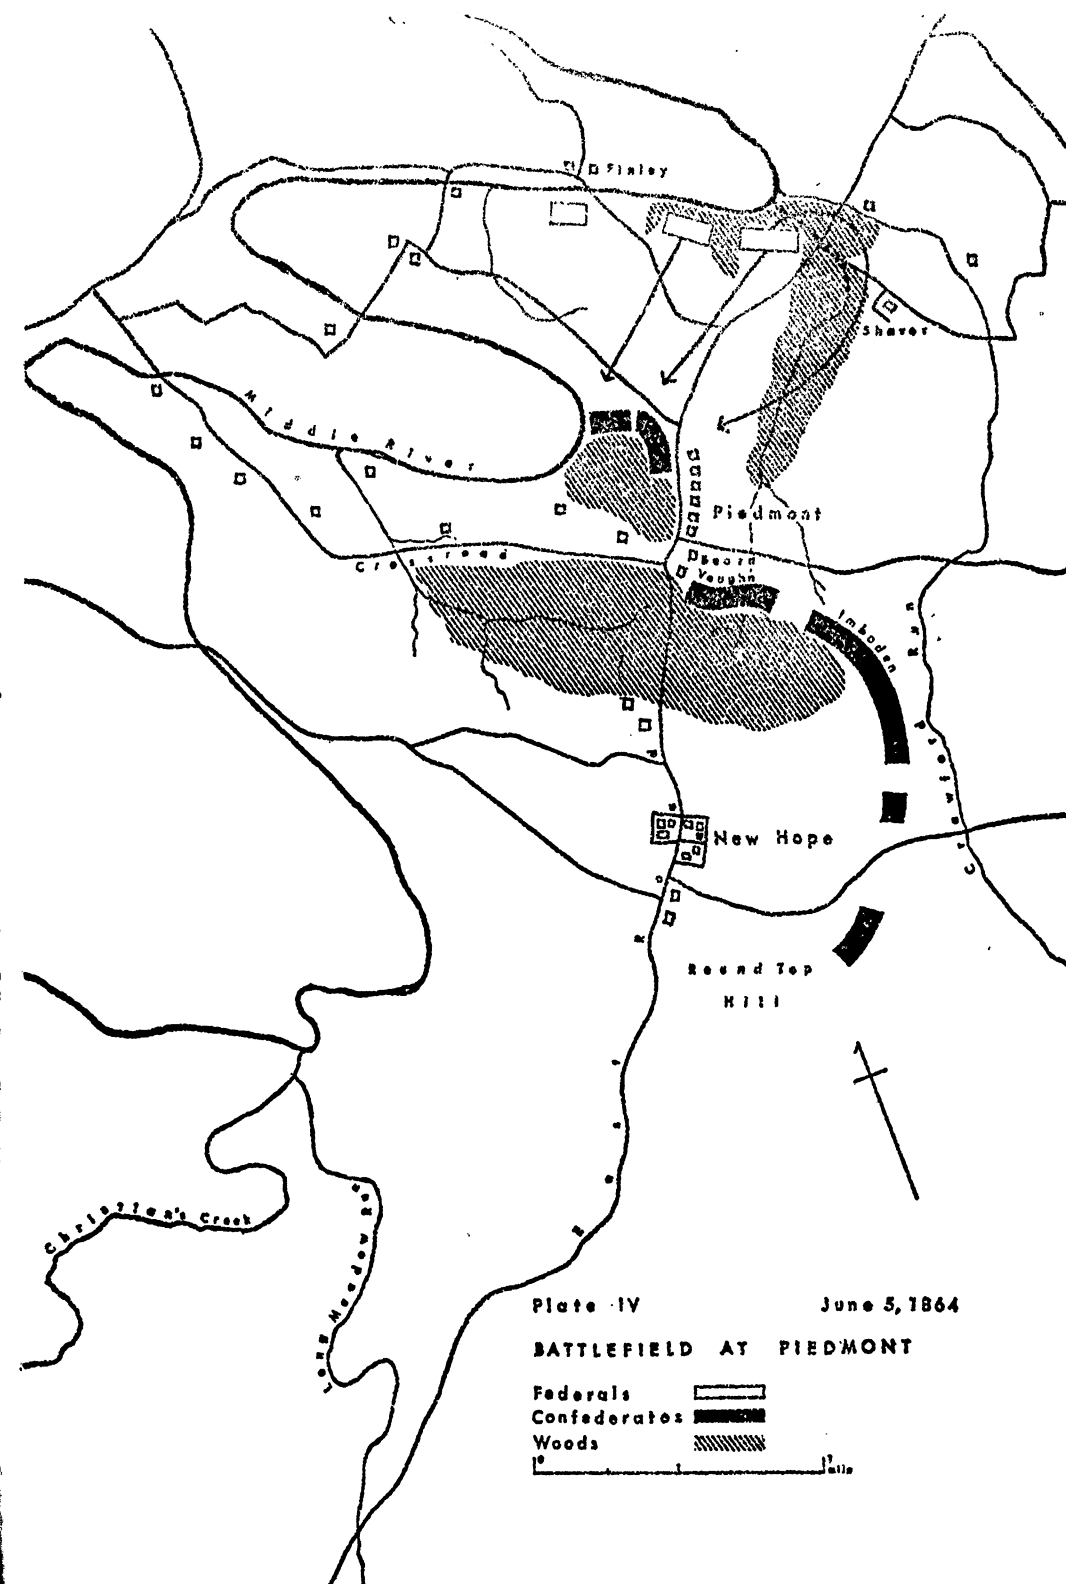 Finley
Shaver
Middle River
Piedmont
Crossroad
Vaughn
Imboden
Crawford Run
New Hope
Road
Round Top
Hill
East
Christian's Creek
Long Meadow Run
Plate IV
June 5, 1864
BATTLEFIELD AT PIEDMONT
Federals
Confederates
Woods
0
1
mile